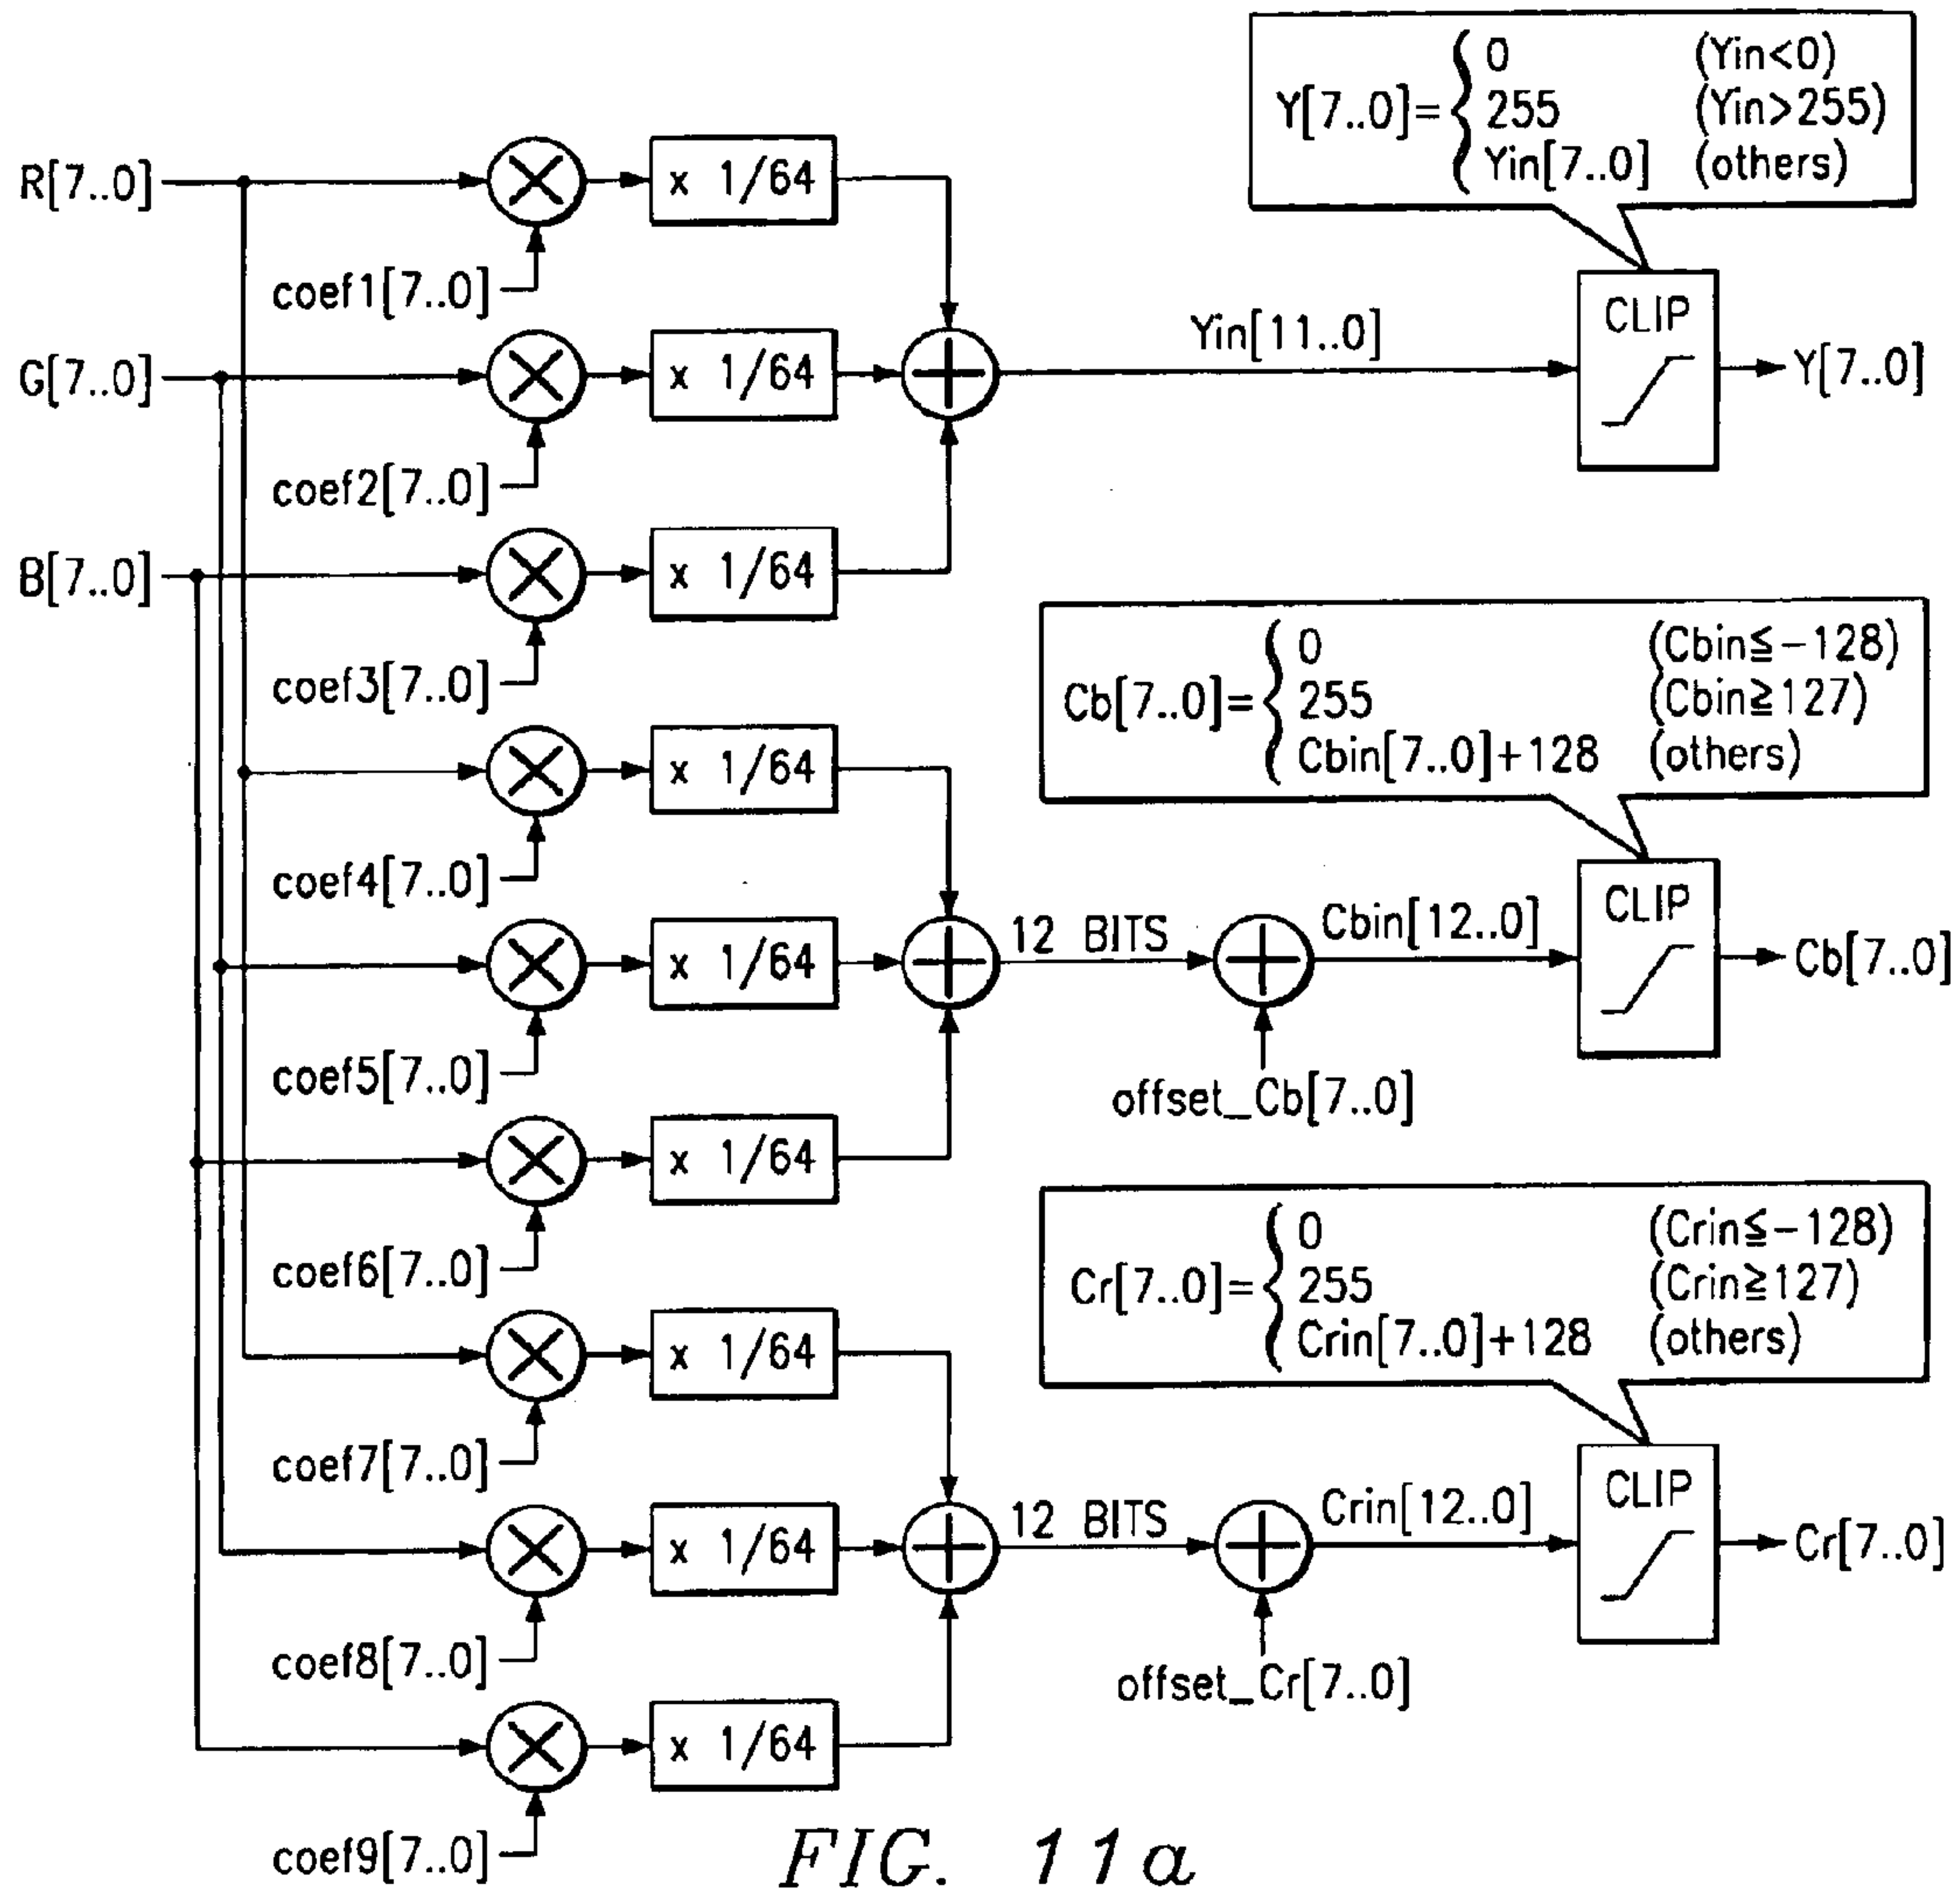 Y[7..0]= 0 (Yin<0)
255 (Yin>255)
Yin[7..0] (others)
R[7..0]
x 1/64
coef1[7..0]
CLIP
Yin[11..0]
G[7..0]
x 1/64
Y[7..0]
coef2[7..0]
B[7..0]
x 1/64
coef3[7..0]
Cb[7..0]= 0 (Cbin≦-128)
255 (Cbin≧127)
Cbin[7..0]+128 (others)
x 1/64
coef4[7..0]
CLIP
12 BITS
Cbin[12..0]
x 1/64
Cb[7..0]
coef5[7..0]
offset_Cb[7..0]
x 1/64
coef6[7..0]
Cr[7..0]= 0 (Crin≦-128)
255 (Crin≧127)
Crin[7..0]+128 (others)
x 1/64
coef7[7..0]
CLIP
12 BITS
Crin[12..0]
x 1/64
Cr[7..0]
coef8[7..0]
offset_Cr[7..0]
x 1/64
coef9[7..0]
FIG. 11a